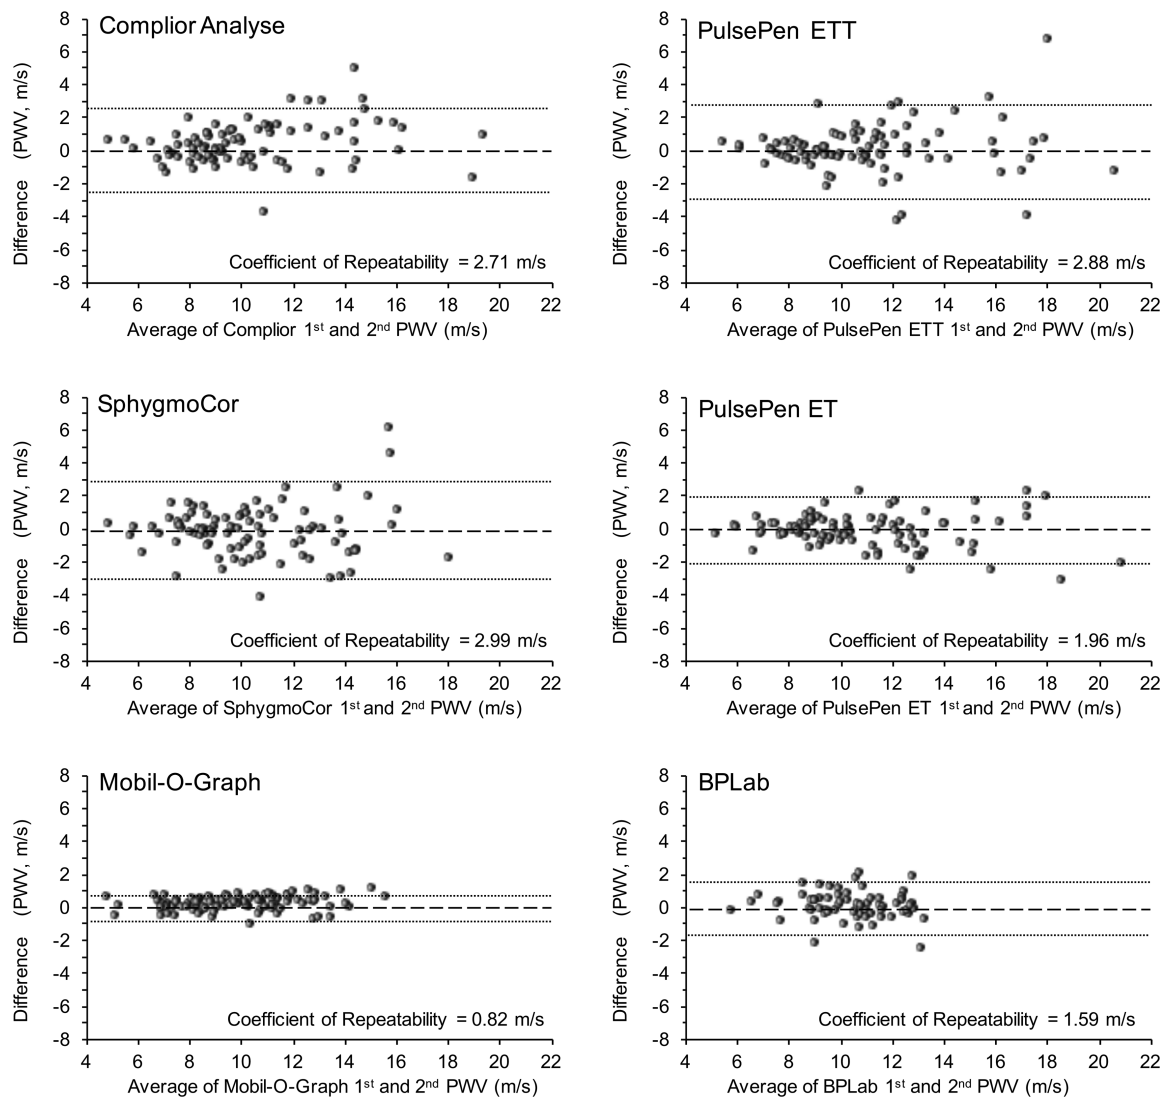 Complior Analyse
8
6
4
2
0
-2
-4
-6
-8
Difference (PWV, m/s)
Coefficient of Repeatability = 2.71 m/s
4 6 8 10 12 14 16 18 20 22
Average of Complior 1st and 2nd PWV (m/s)
PulsePen ETT
8
6
4
2
0
-2
-4
-6
-8
Difference (PWV, m/s)
Coefficient of Repeatability = 2.88 m/s
4 6 8 10 12 14 16 18 20 22
Average of PulsePen ETT 1st and 2nd PWV (m/s)
SphygmoCor
8
6
4
2
0
-2
-4
-6
-8
Difference (PWV, m/s)
Coefficient of Repeatability = 2.99 m/s
4 6 8 10 12 14 16 18 20 22
Average of SphygmoCor 1st and 2nd PWV (m/s)
PulsePen ET
8
6
4
2
0
-2
-4
-6
-8
Difference (PWV, m/s)
Coefficient of Repeatability = 1.96 m/s
4 6 8 10 12 14 16 18 20 22
Average of PulsePen ET 1st and 2nd PWV (m/s)
Mobil-O-Graph
8
6
4
2
0
-2
-4
-6
-8
Difference (PWV, m/s)
Coefficient of Repeatability = 0.82 m/s
4 6 8 10 12 14 16 18 20 22
Average of Mobil-O-Graph 1st and 2nd PWV (m/s)
BPLab
8
6
4
2
0
-2
-4
-6
-8
Difference (PWV, m/s)
Coefficient of Repeatability = 1.59 m/s
4 6 8 10 12 14 16 18 20 22
Average of BPLab 1st and 2nd PWV (m/s)